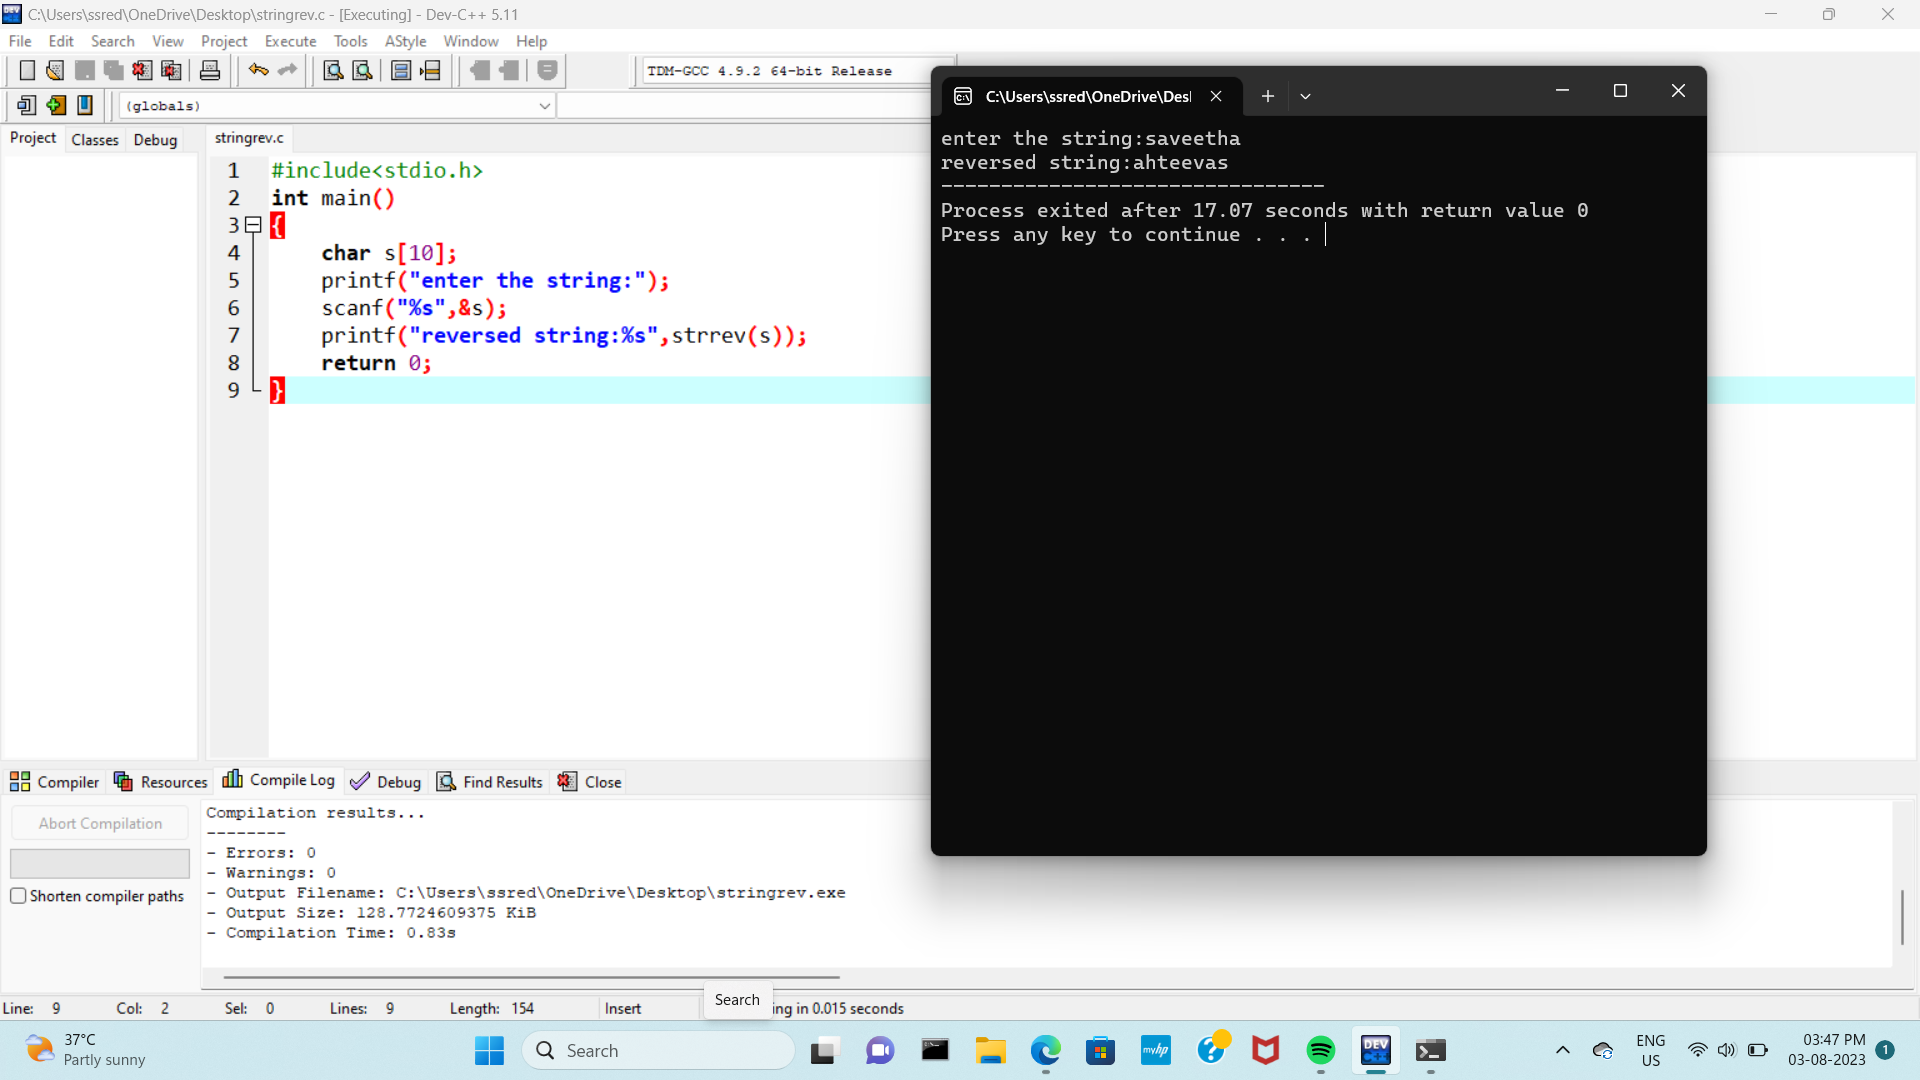 C:\Users\ssred\OneDrive\Desktop\stringrev.c - [Executing] - Dev-C++ 5.11
File Edit Search View Project Execute Tools AStyle Window Help
TDM-GCC 4.9.2 64-bit Release
(globals)
Project Classes Debug
stringrev.c
1 #include<stdio.h>
2 int main()
3 {
4 char s[10];
5 printf("enter the string:");
6 scanf("%s",&s);
7 printf("reversed string:%s",strrev(s));
8 return 0;
9 }
C:\Users\ssred\OneDrive\Des
enter the string:saveetha
reversed string:ahteevas
--------------------------------
Process exited after 17.07 seconds with return value 0
Press any key to continue . . .
Compiler Resources Compile Log Debug Find Results Close
Abort Compilation
Shorten compiler paths
Compilation results...
--------
- Errors: 0
- Warnings: 0
- Output Filename: C:\Users\ssred\OneDrive\Desktop\stringrev.exe
- Output Size: 128.7724609375 KiB
- Compilation Time: 0.83s
Line: 9 Col: 2 Sel: 0 Lines: 9 Length: 154 Insert ing in 0.015 seconds
Search
37°C
Partly sunny
Search
myhp
DEV C++
ENG
US
03:47 PM
03-08-2023
1